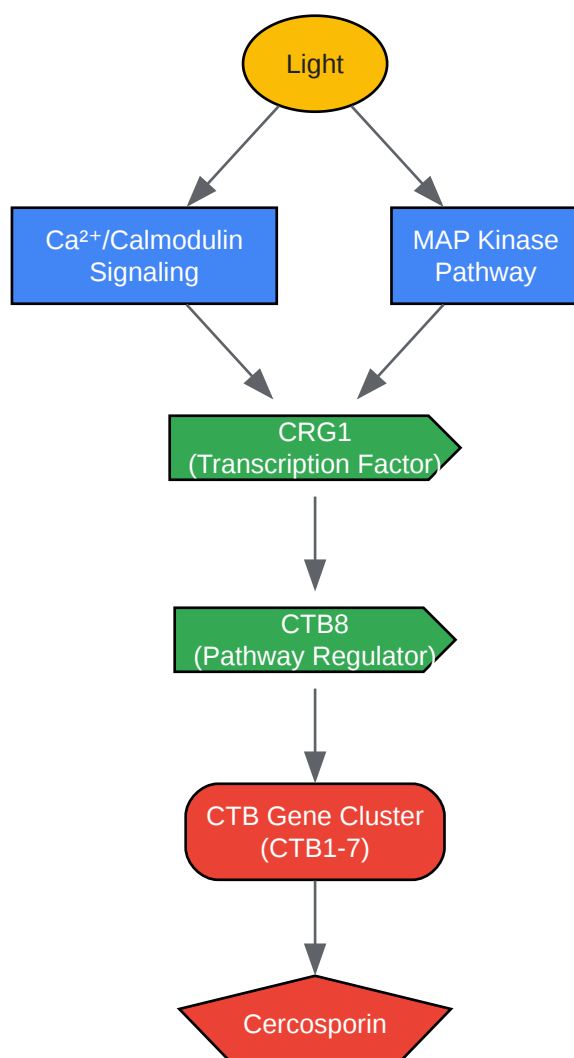 Light
Ca²⁺/Calmodulin
Signaling
MAP Kinase
Pathway
CRG1
(Transcription Factor)
CTB8
(Pathway Regulator)
CTB Gene Cluster
(CTB1-7)
Cercosporin